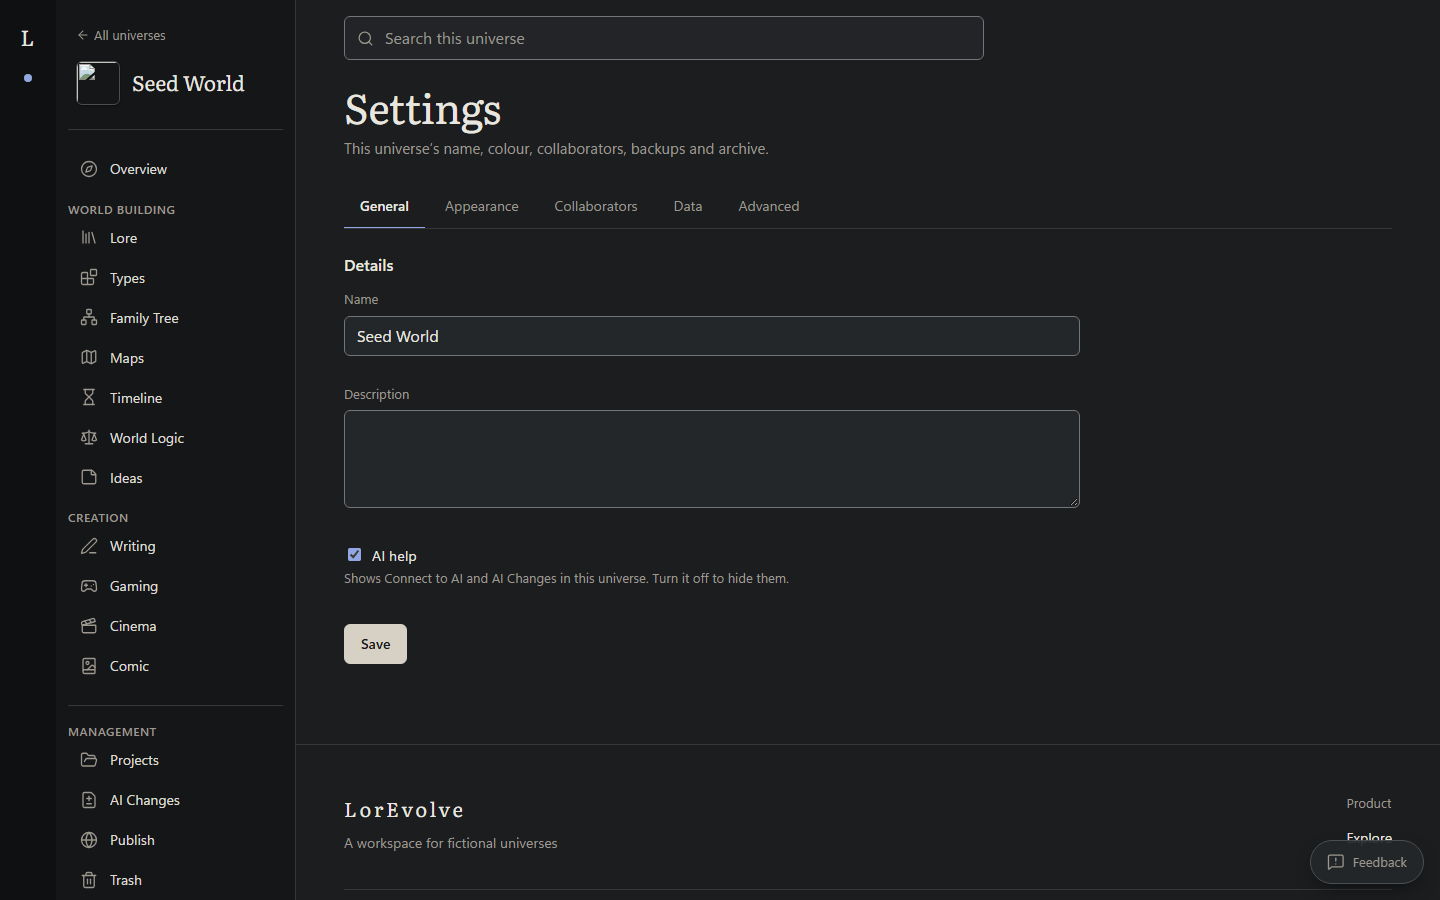 L
All universes
Seed World
Overview
WORLD BUILDING
Lore
Types
Family Tree
Maps
Timeline
World Logic
Ideas
CREATION
Writing
Gaming
Cinema
Comic
MANAGEMENT
Projects
AI Changes
Publish
Trash
Search this universe
Settings
This universe's name, colour, collaborators, backups and archive.
General Appearance Collaborators Data Advanced
Details
Name
Seed World
Description
AI help
Shows Connect to AI and AI Changes in this universe. Turn it off to hide them.
Save
LorEvolve
A workspace for fictional universes
Product
Explore
Feedback